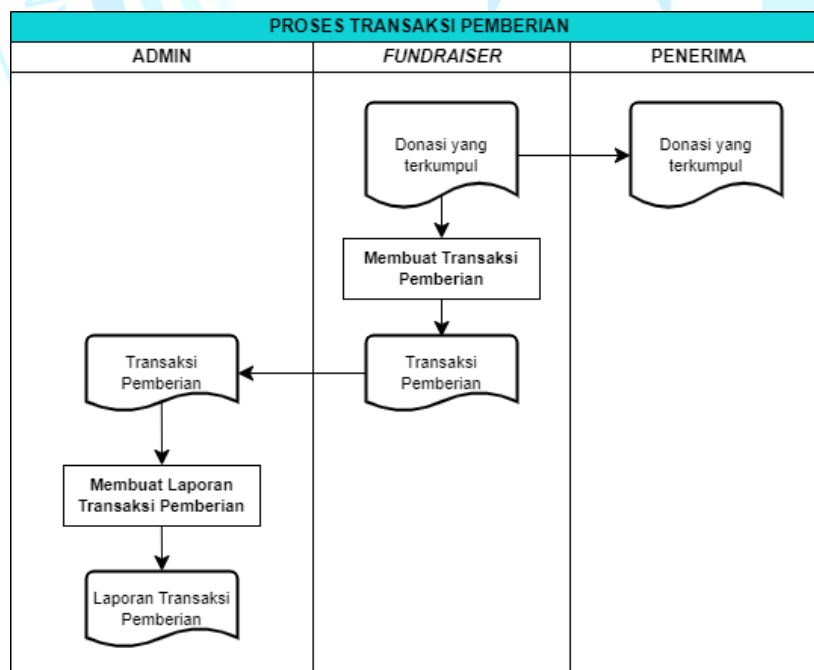 PROSES TRANSAKSI PEMBERIAN
ADMIN
FUNDRAISER
PENERIMA
Donasi yang
terkumpul
Donasi yang
terkumpul
Membuat Transaksi
Pemberian
Transaksi
Pemberian
Transaksi
Pemberian
Membuat Laporan
Transaksi Pemberian
Laporan Transaksi
Pemberian